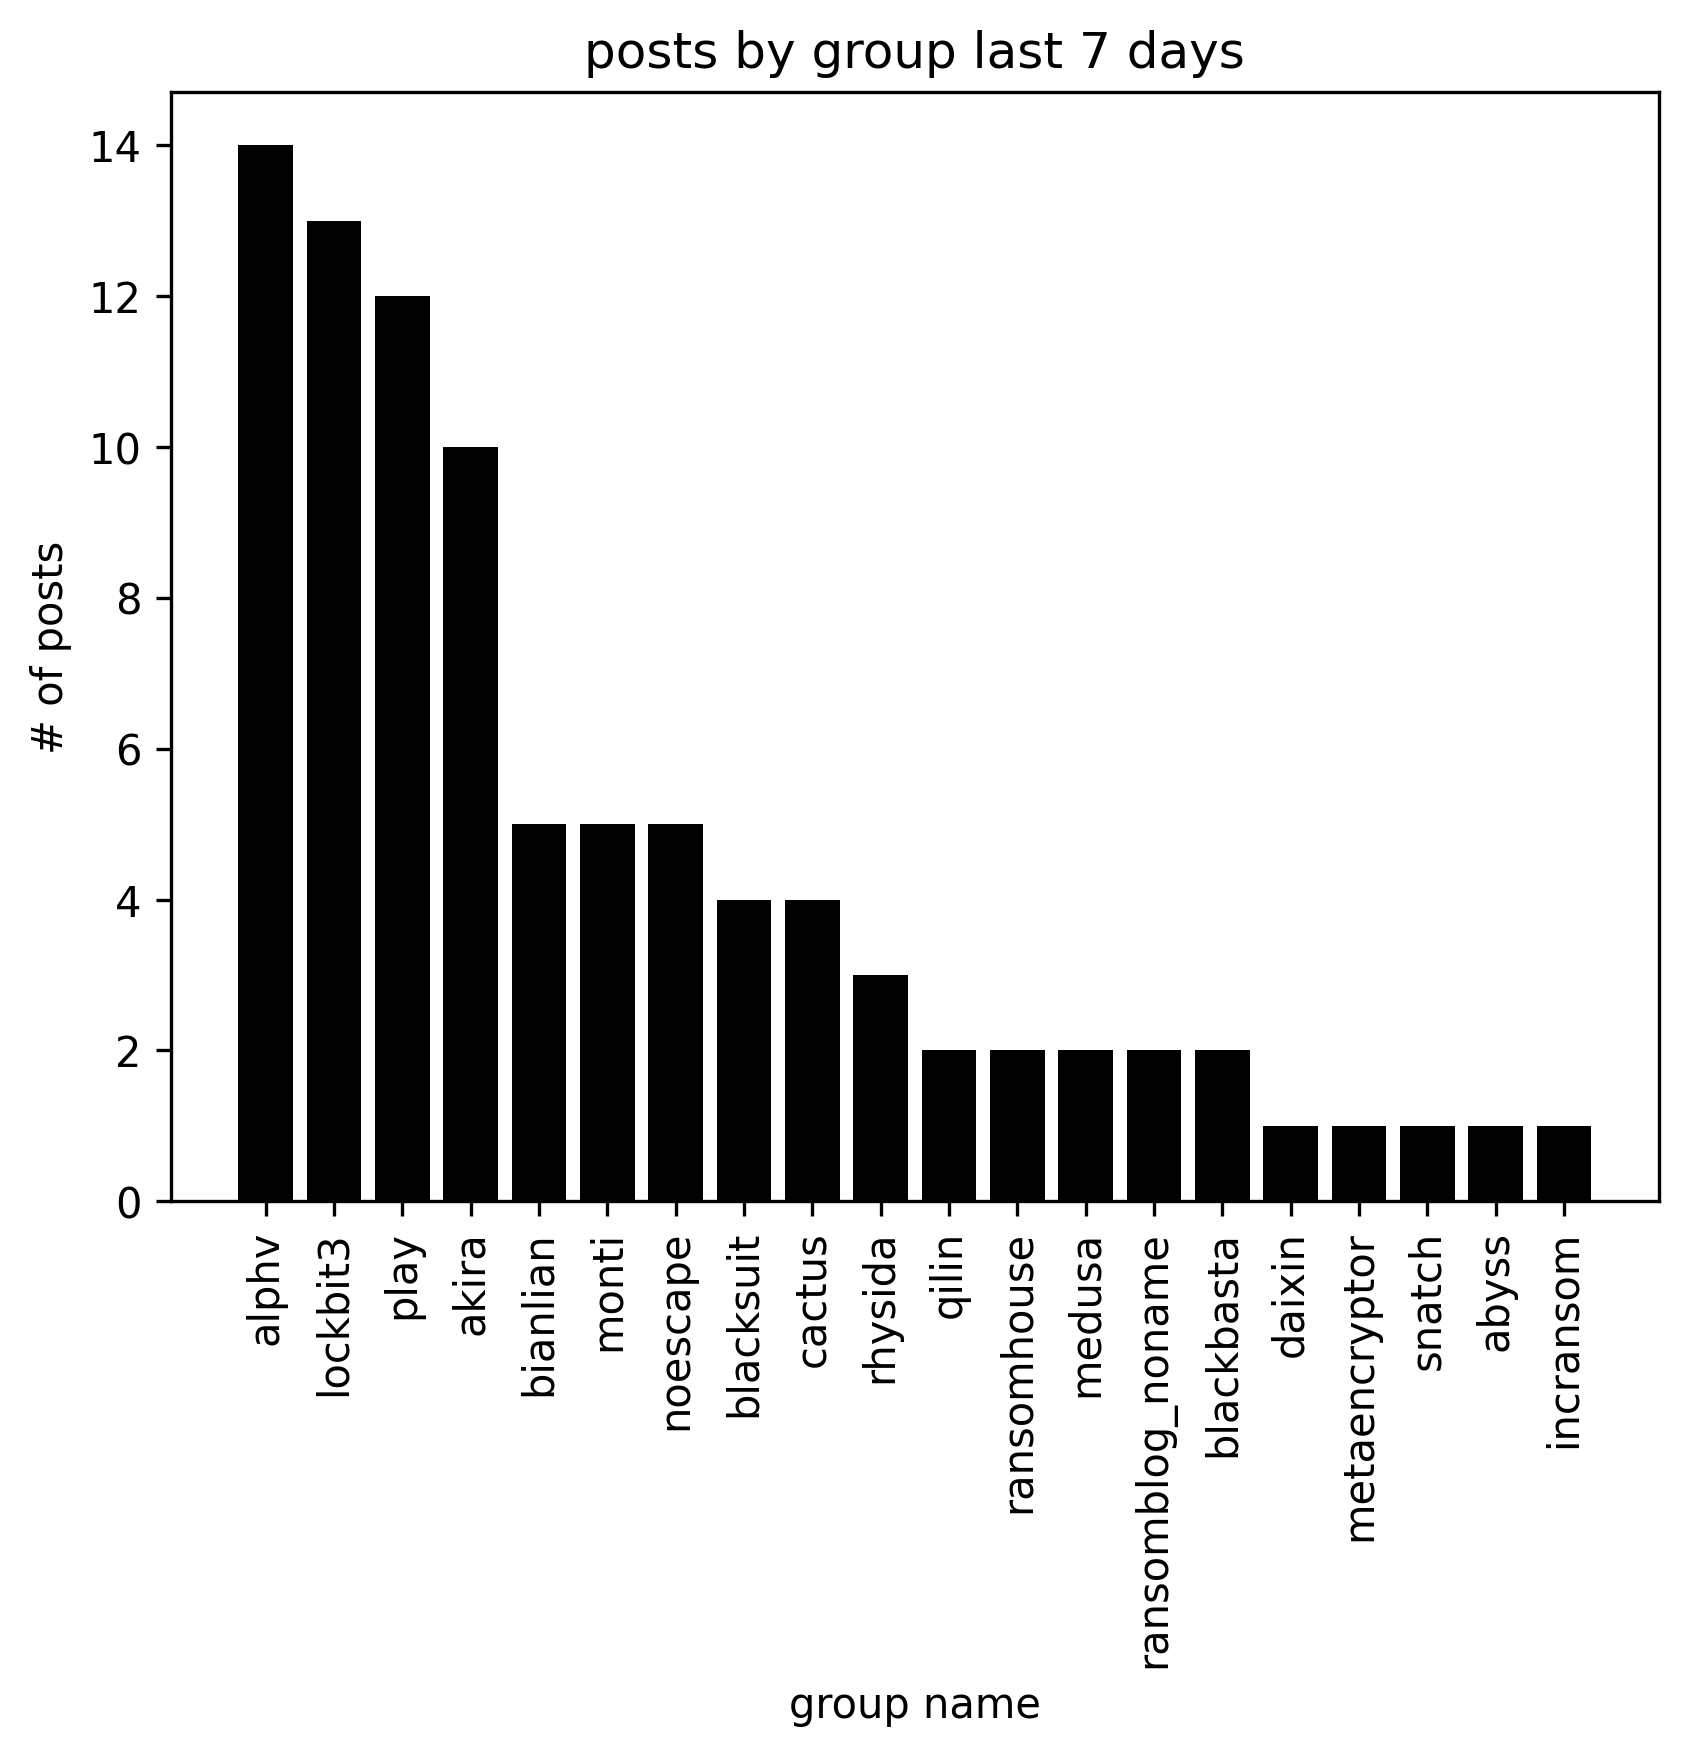 posts by group last 7 days
14
12
10
8
6
4
2
0
# of posts
alphv
lockbit3
play
akira
bianlian
monti
noescape
blacksuit
cactus
rhysida
qilin
ransomhouse
medusa
ransomblog_noname
blackbasta
daixin
metaencryptor
snatch
abyss
incransom
group name